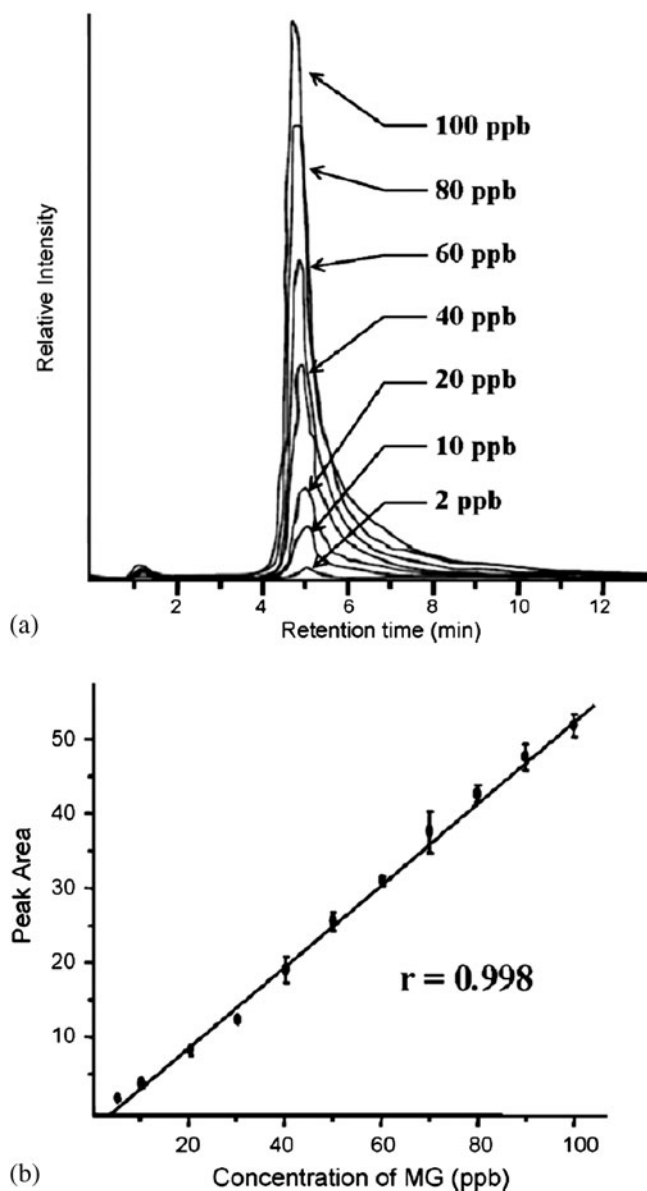 100 ppb
80 ppb
60 ppb
40 ppb
20 ppb
10 ppb
2 ppb
Relative Intensity
2 4 6 8 10 12
Retention time (min)
(a)
50
40
30
20
10
Peak Area
r = 0.998
20 40 60 80 100
Concentration of MG (ppb)
(b)